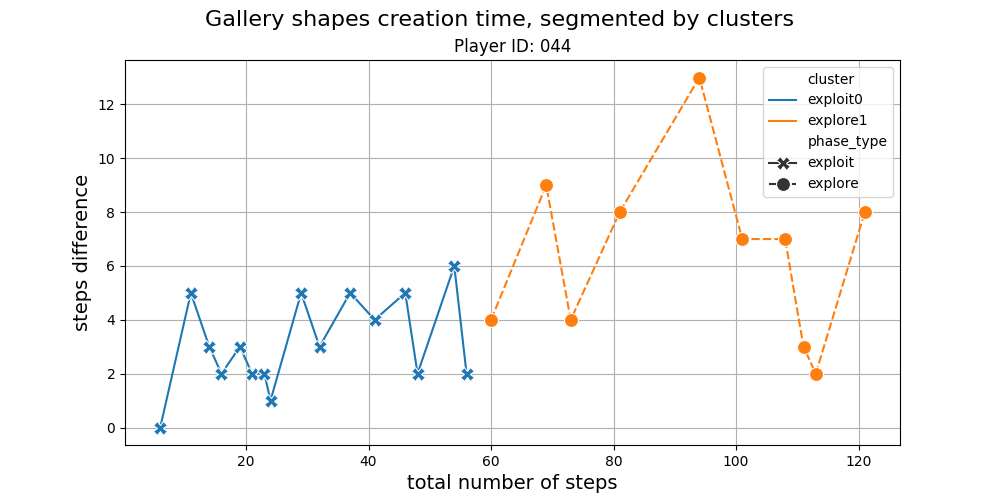 Gallery shapes creation time, segmented by clusters
Player ID: 044
cluster
exploit0
explore1
phase_type
exploit
explore
12
10
8
6
4
2
0
steps difference
20 40 60 80 100 120
total number of steps